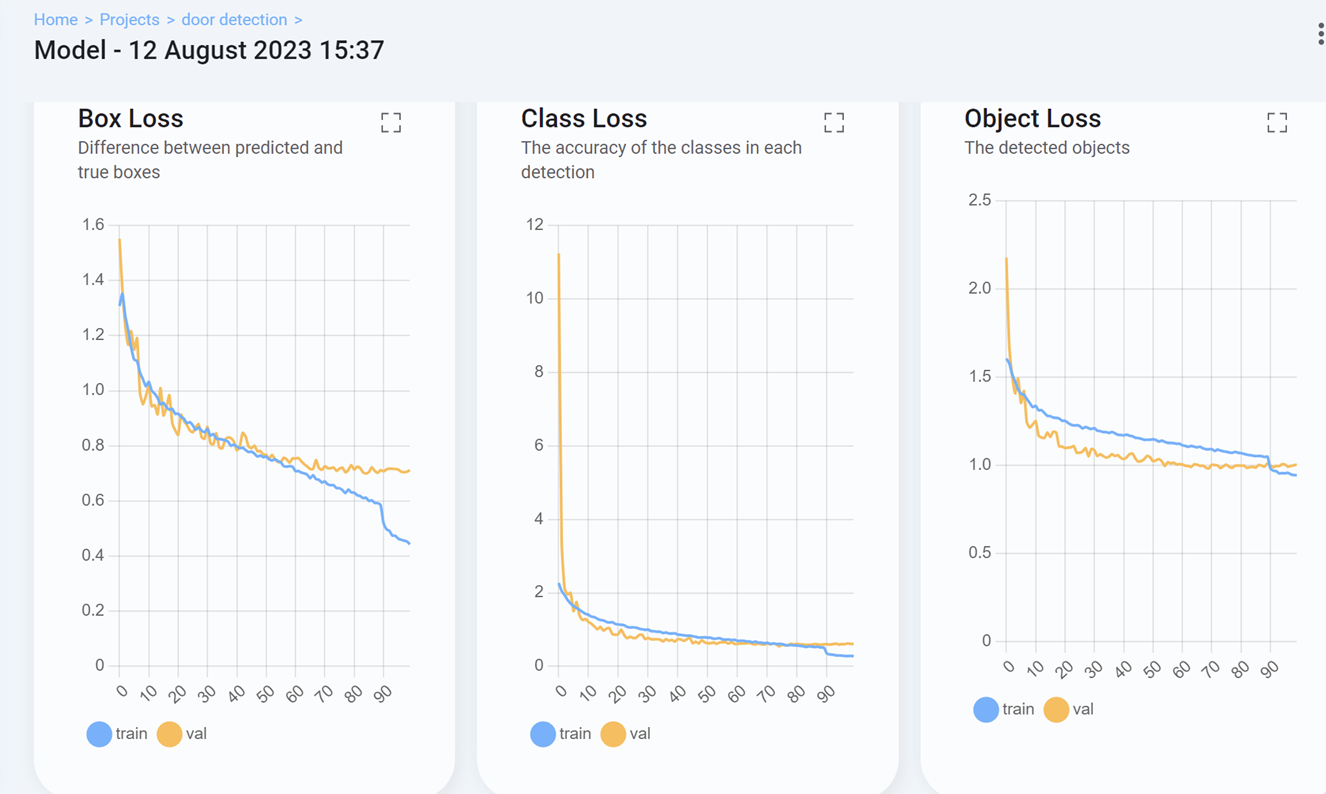 Home > Projects > door detection >
Model - 12 August 2023 15:37
Box Loss
Difference between predicted and
true boxes
1.6
1.4
1.2
1.0
0.8
0.6
0.4
0.2
0
0 10 20 30 40 50 60 70 80 90
train val
Class Loss
The accuracy of the classes in each
detection
12
10
8
6
4
2
0
0 10 20 30 40 50 60 70 80 90
train val
Object Loss
The detected objects
2.5
2.0
1.5
1.0
0.5
0
0 10 20 30 40 50 60 70 80 90
train val